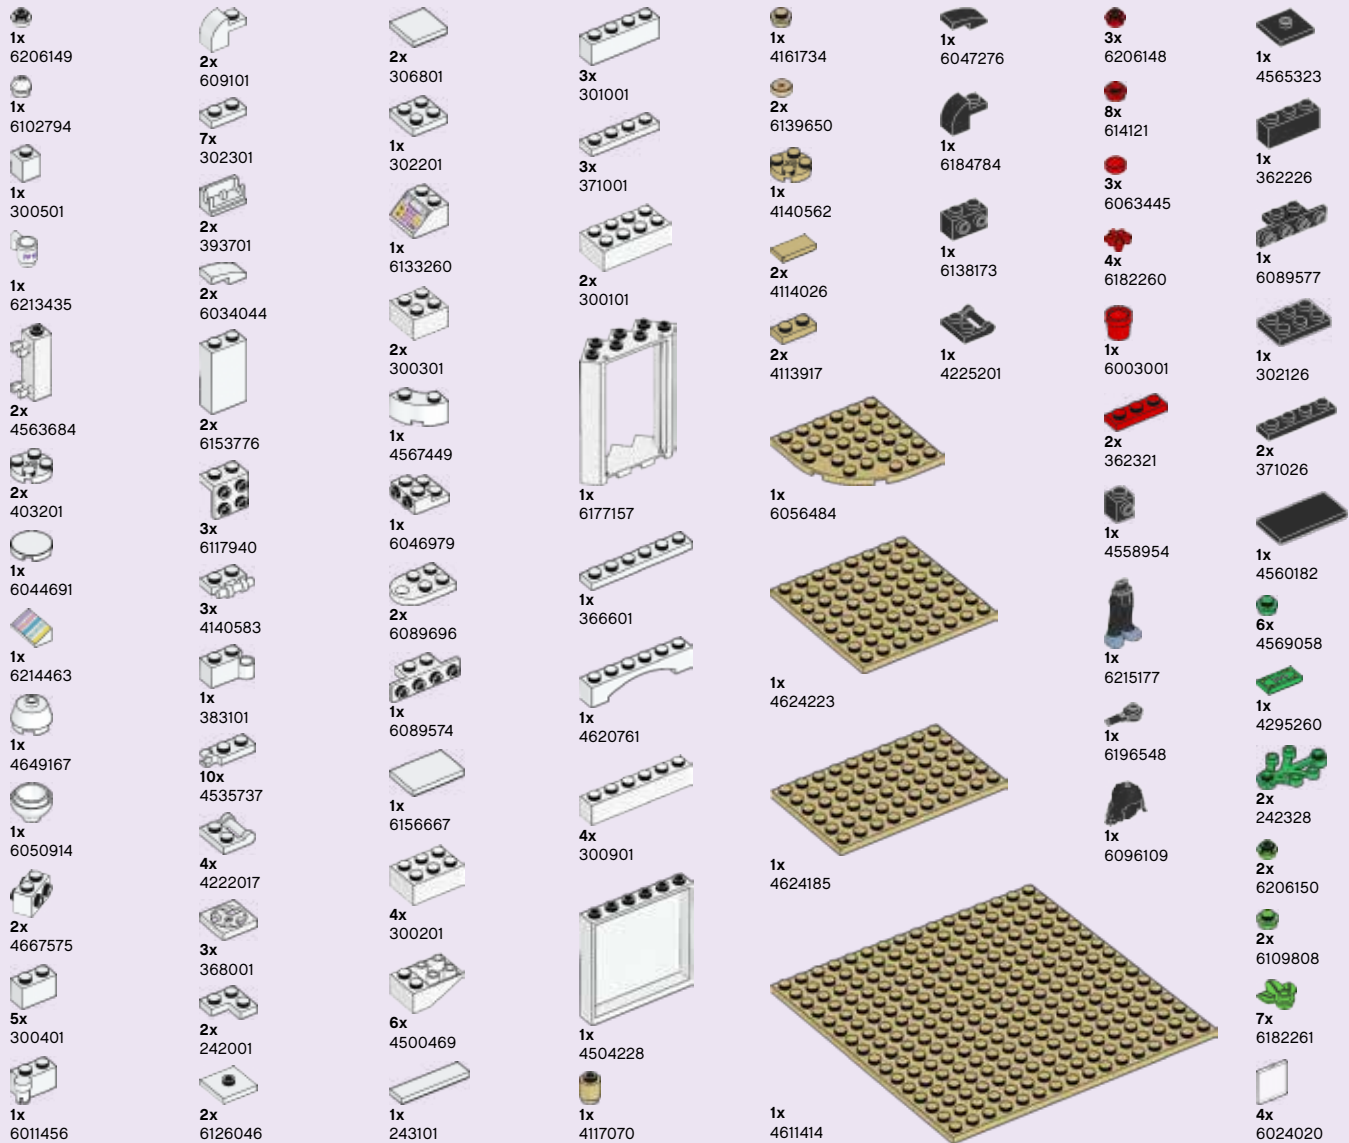 1x
6206149
1x
6102794
1x
300501
1x
6213435
2x
4563684
2x
403201
1x
6044691
1x
6214463
1x
4649167
1x
6050914
2x
4667575
5x
300401
1x
6011456
2x
609101
7x
302301
2x
393701
2x
6034044
2x
6153776
3x
6117940
3x
4140583
1x
383101
10x
4535737
4x
4222017
3x
368001
2x
242001
2x
6126046
2x
306801
1x
302201
1x
6133260
2x
300301
1x
4567449
1x
6046979
2x
6089696
1x
6089574
1x
6156667
4x
300201
6x
4500469
1x
243101
3x
301001
3x
371001
2x
300101
1x
6177157
1x
366601
1x
4620761
4x
300901
1x
4504228
1x
4117070
1x
4161734
2x
6139650
1x
4140562
2x
4114026
2x
4113917
1x
6056484
1x
4624223
1x
4624185
1x
4611414
1x
6047276
1x
6184784
1x
6138173
1x
4225201
3x
6206148
8x
614121
3x
6063445
4x
6182260
1x
6003001
2x
362321
1x
4558954
1x
6215177
1x
6196548
1x
6096109
1x
4565323
1x
362226
1x
6089577
1x
302126
2x
371026
1x
4560182
6x
4569058
1x
4295260
2x
242328
2x
6206150
2x
6109808
7x
6182261
4x
6024020